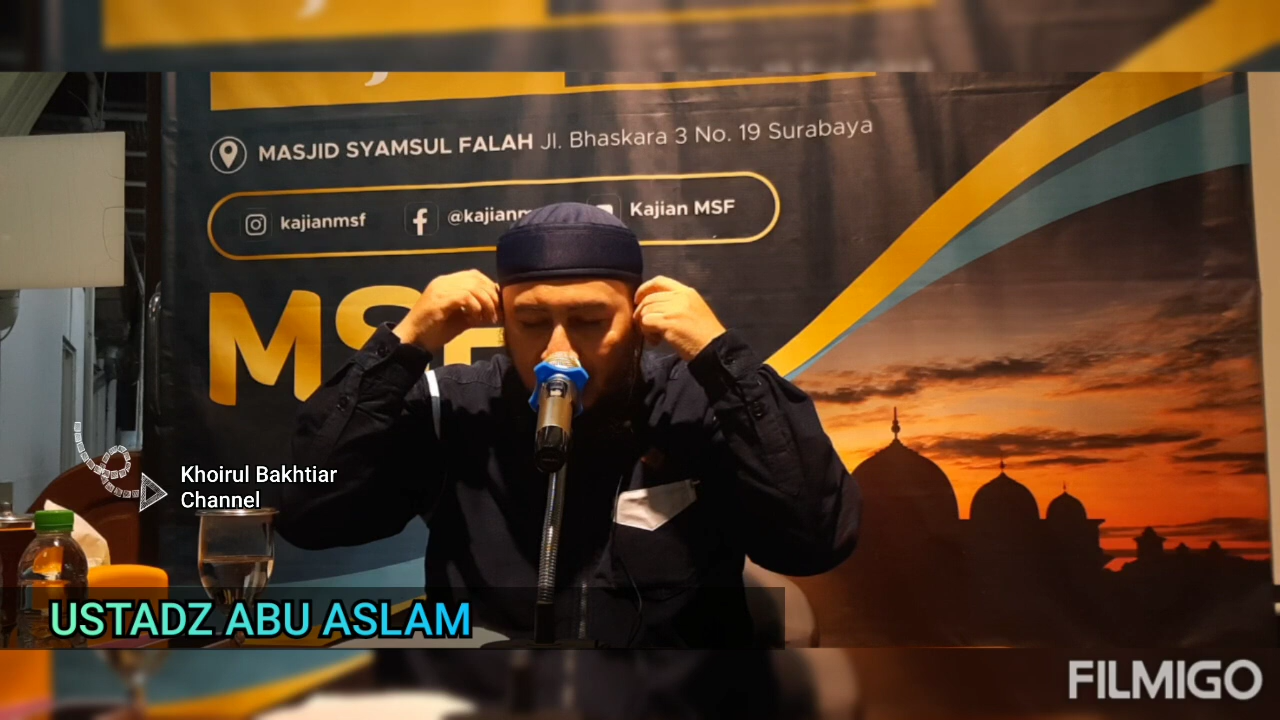 MASJID SYAMSUL FALAH Jl. Bhaskara 3 No. 19 Surabaya
kajianmsf
Kajian MSF
Khoirul Bakhtiar
Channel
USTADZ ABU ASLAM
FILMIGO